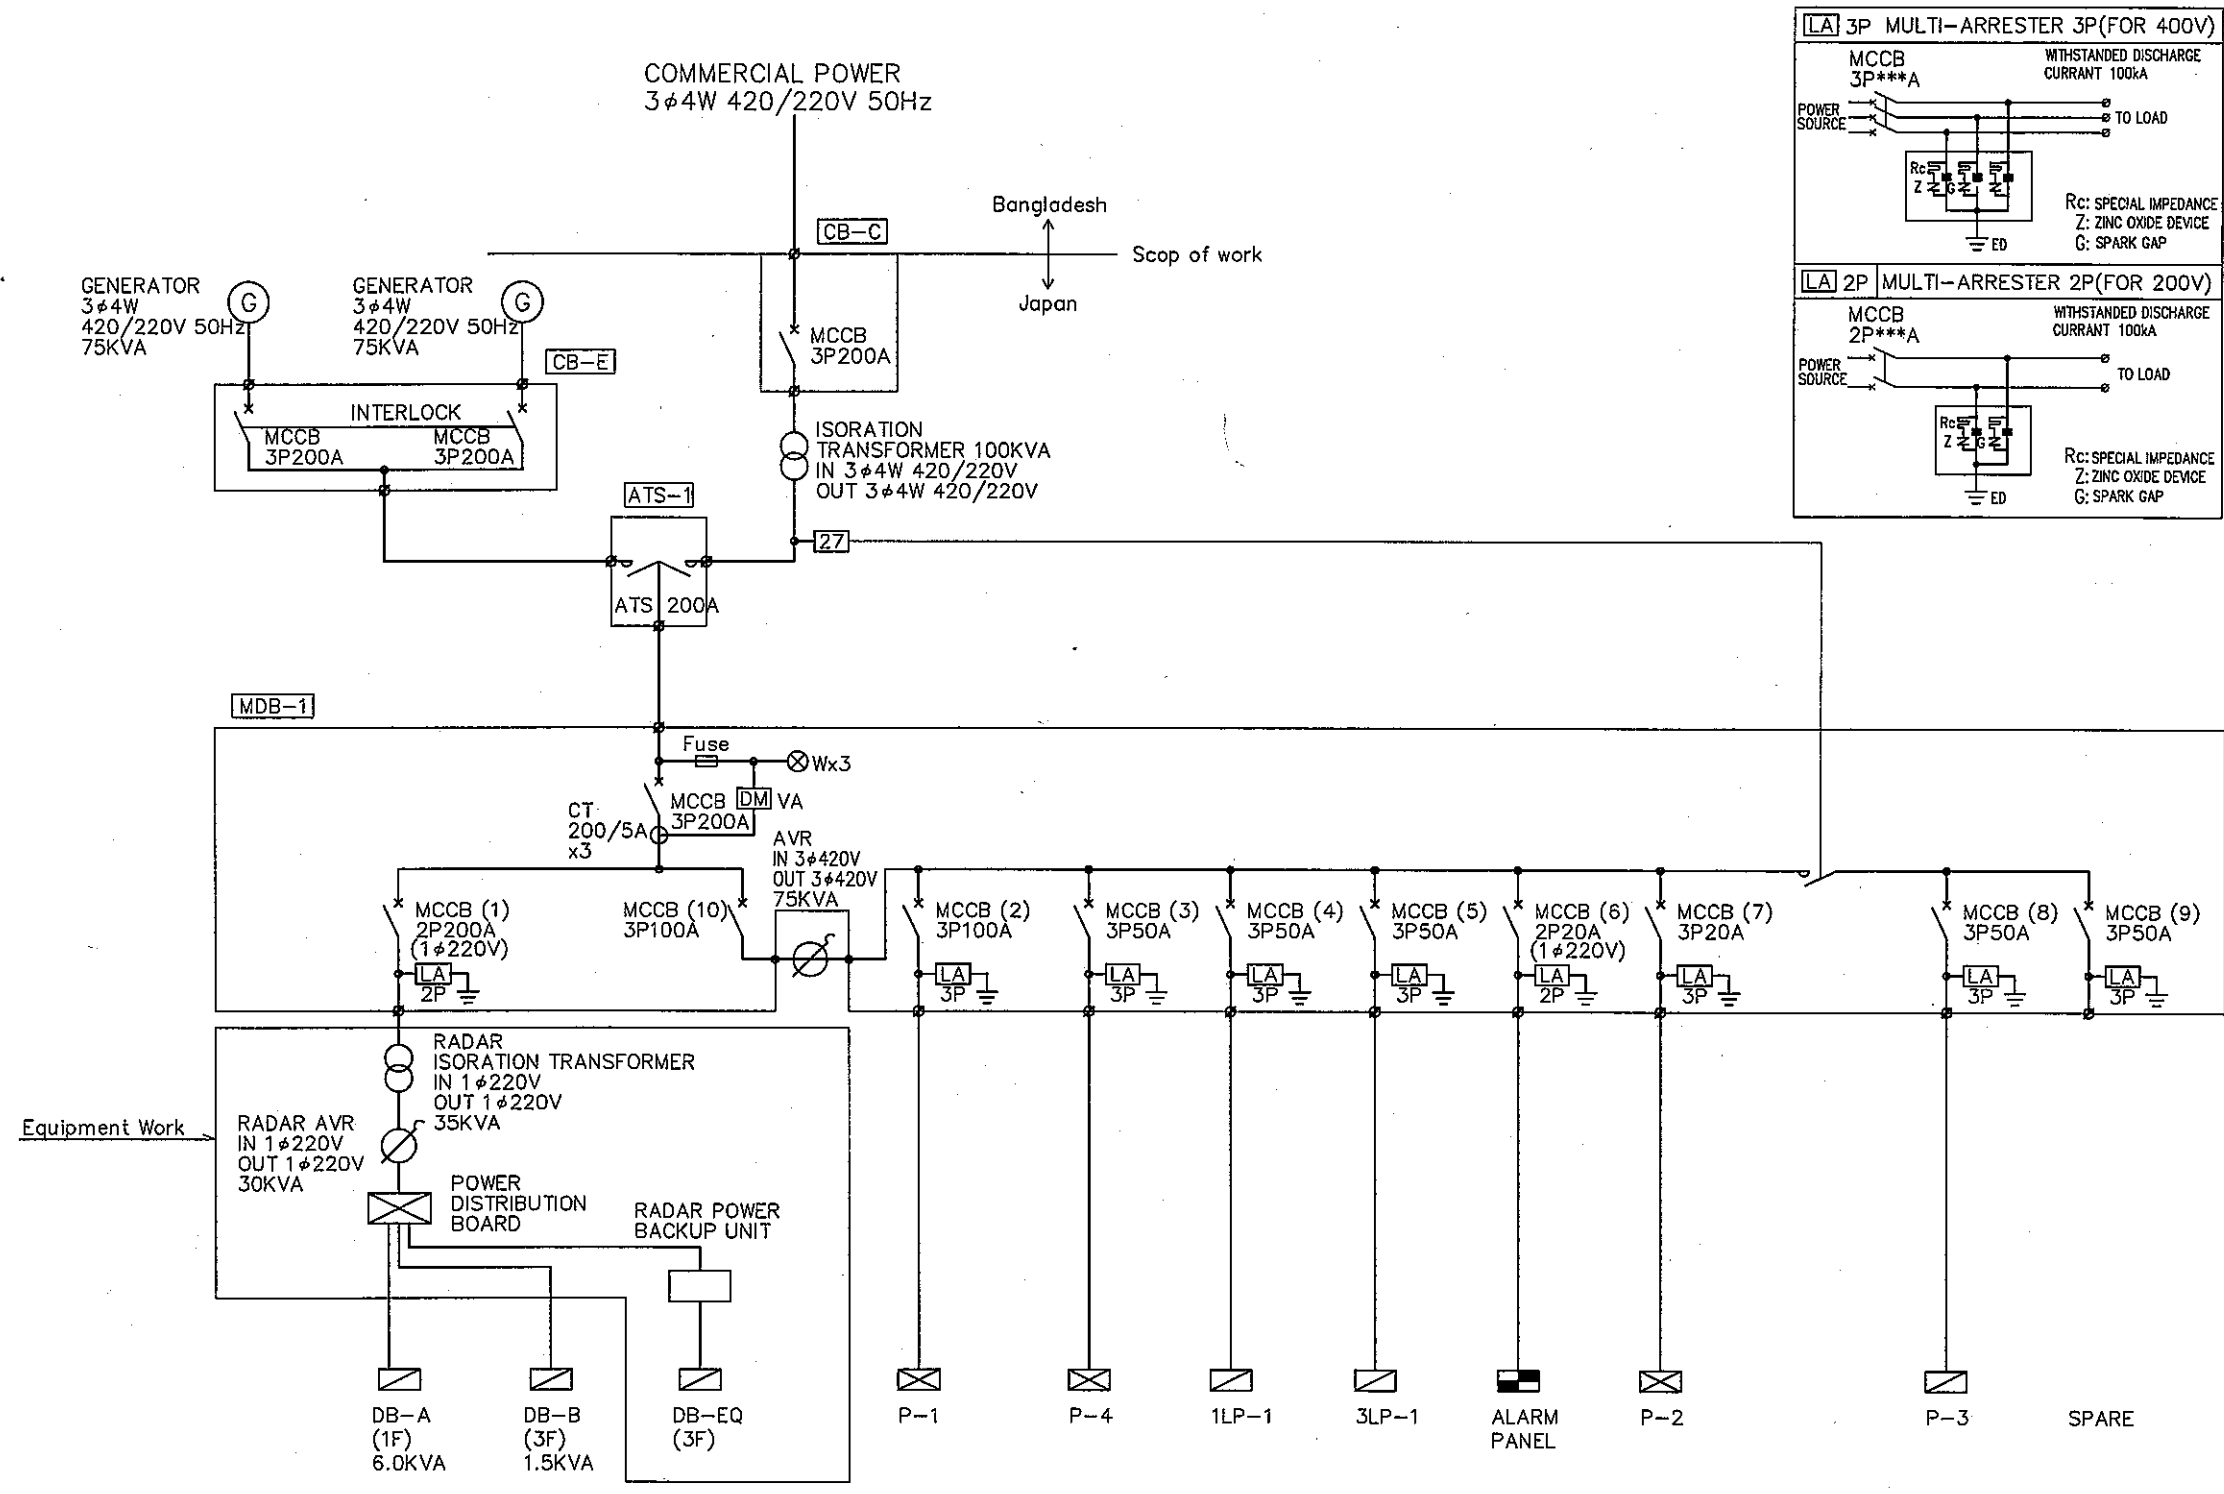 COMMERCIAL POWER
3φ4W 420/220V 50Hz
CB-C
Bangladesh
Scop of work
Japan
GENERATOR
3φ4W
420/220V 50Hz
75KVA
G
GENERATOR
3φ4W
420/220V 50Hz
75KVA
G
CB-E
INTERLOCK
MCCB
3P200A
MCCB
3P200A
MCCB
3P200A
ISORATION
TRANSFORMER 100KVA
IN 3φ4W 420/220V
OUT 3φ4W 420/220V
ATS-1
27
ATS 200A
LA 3P MULTI-ARRESTER 3P(FOR 400V)
MCCB
3P***A
WITHSTANDED DISCHARGE
CURRANT 100kA
POWER
SOURCE
TO LOAD
Rc
Z
G
ED
Rc: SPECIAL IMPEDANCE
Z: ZINC OXIDE DEVICE
G: SPARK GAP
LA 2P MULTI-ARRESTER 2P(FOR 200V)
MCCB
2P***A
WITHSTANDED DISCHARGE
CURRANT 100kA
POWER
SOURCE
TO LOAD
Rc
Z
G
ED
Rc: SPECIAL IMPEDANCE
Z: ZINC OXIDE DEVICE
G: SPARK GAP
MDB-1
Fuse
Wx3
MCCB
3P200A
DM VA
CT
200/5A
x3
AVR
IN 3φ420V
OUT 3φ420V
75KVA
MCCB (1)
2P200A
(1φ220V)
LA
2P
MCCB (10)
3P100A
MCCB (2)
3P100A
LA
3P
MCCB (3)
3P50A
LA
3P
MCCB (4)
3P50A
LA
3P
MCCB (5)
3P50A
LA
3P
MCCB (6)
2P20A
(1φ220V)
LA
2P
MCCB (7)
3P20A
LA
3P
MCCB (8)
3P50A
LA
3P
MCCB (9)
3P50A
LA
3P
RADAR
ISORATION TRANSFORMER
IN 1φ220V
OUT 1φ220V
35KVA
Equipment Work
RADAR AVR
IN 1φ220V
OUT 1φ220V
30KVA
POWER
DISTRIBUTION
BOARD
RADAR POWER
BACKUP UNIT
DB-A
(1F)
6.0KVA
DB-B
(3F)
1.5KVA
DB-EQ
(3F)
P-1
P-4
1LP-1
3LP-1
ALARM
PANEL
P-2
P-3
SPARE